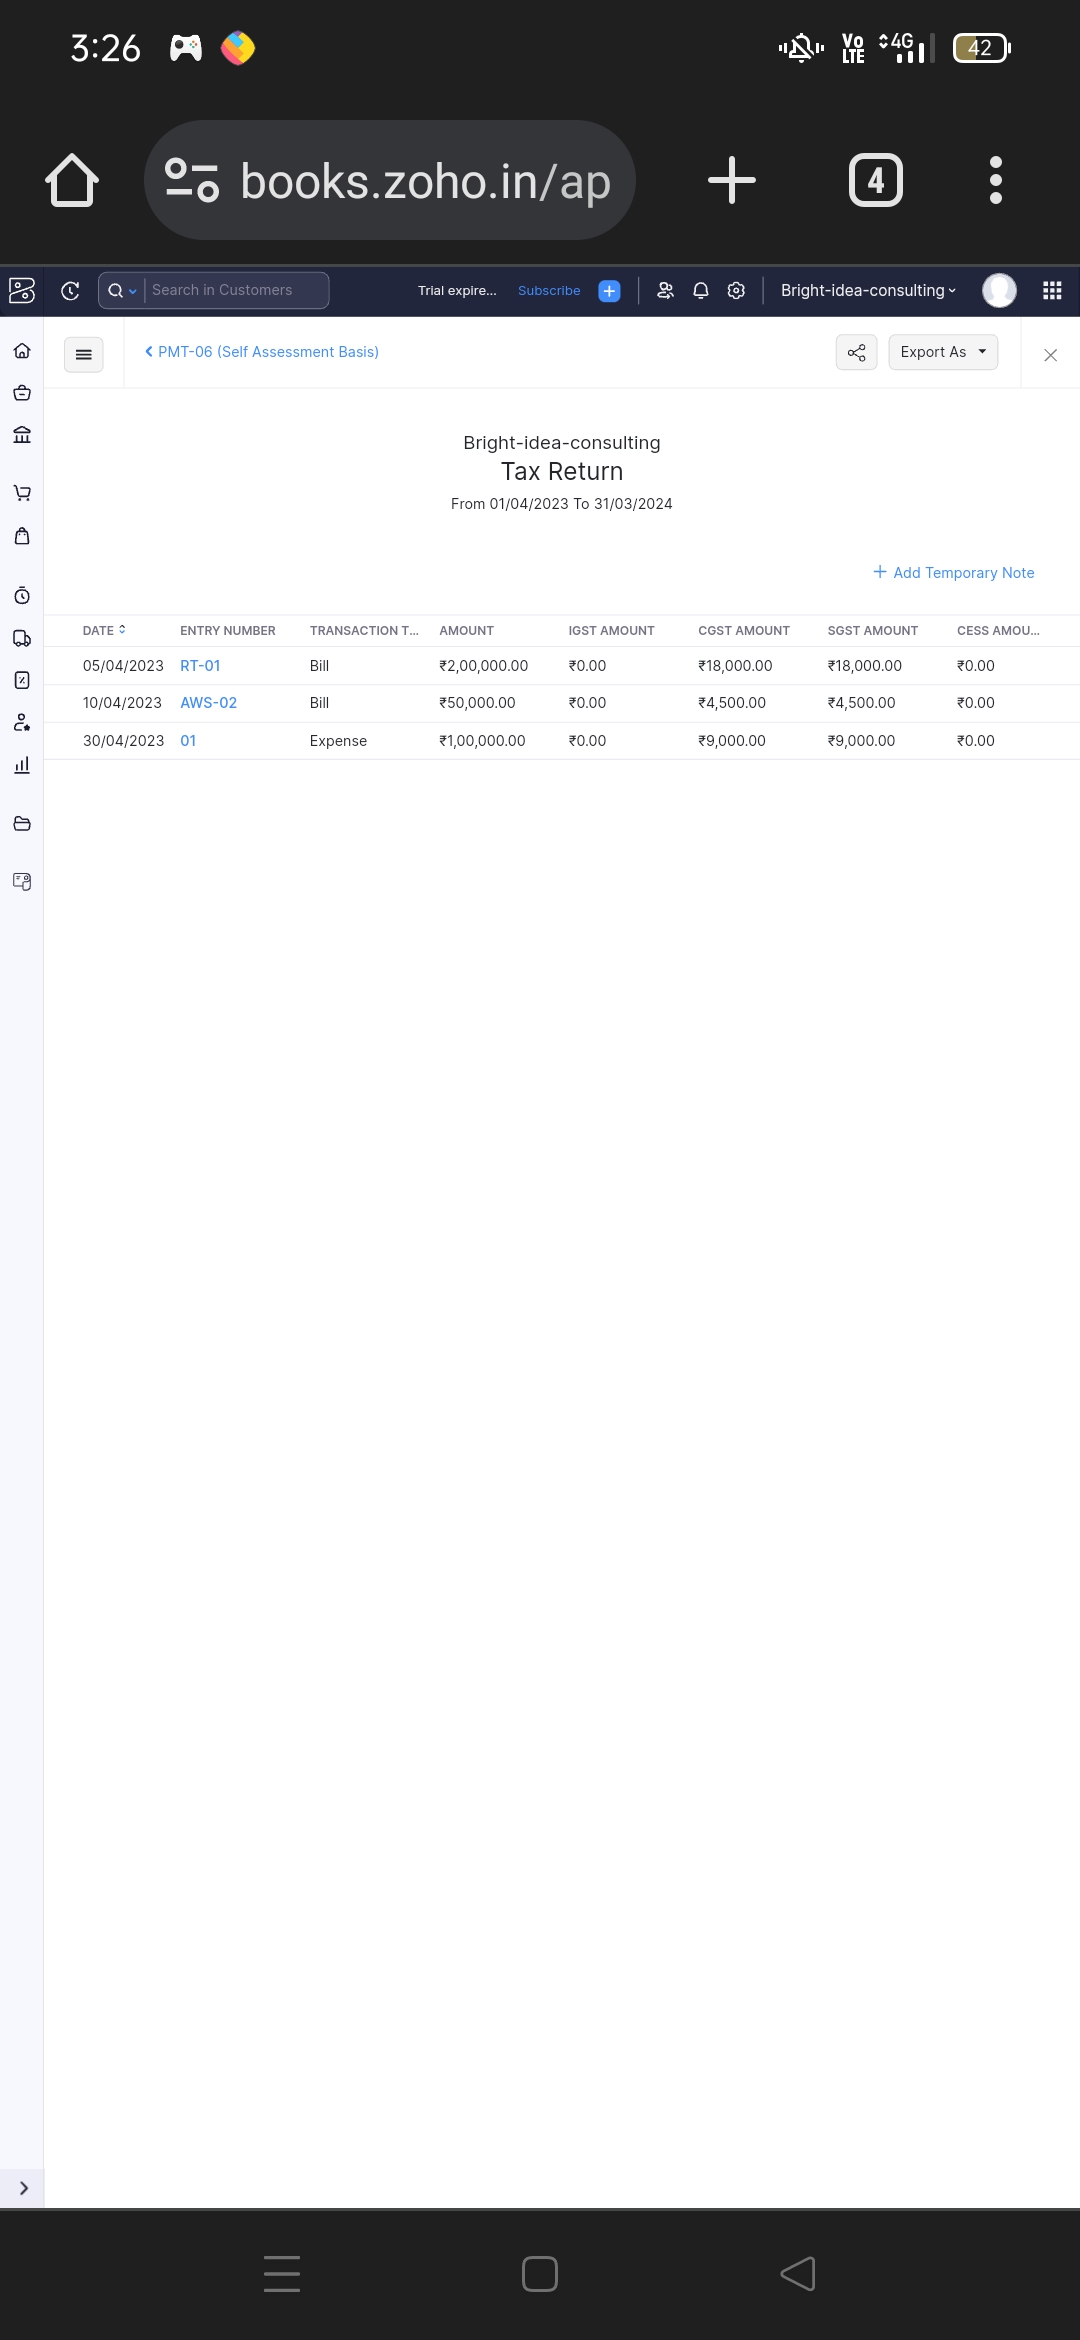 3:26
Vo
LTE
4G
42
books.zoho.in/ap
4
Search in Customers
Trial expire...
Subscribe
Bright-idea-consulting
PMT-06 (Self Assessment Basis)
Export As
Bright-idea-consulting
Tax Return
From 01/04/2023 To 31/03/2024
+ Add Temporary Note
DATE ENTRY NUMBER TRANSACTION T... AMOUNT IGST AMOUNT CGST AMOUNT SGST AMOUNT CESS AMOU...
05/04/2023 RT-01 Bill ₹2,00,000.00 ₹0.00 ₹18,000.00 ₹18,000.00 ₹0.00
10/04/2023 AWS-02 Bill ₹50,000.00 ₹0.00 ₹4,500.00 ₹4,500.00 ₹0.00
30/04/2023 01 Expense ₹1,00,000.00 ₹0.00 ₹9,000.00 ₹9,000.00 ₹0.00